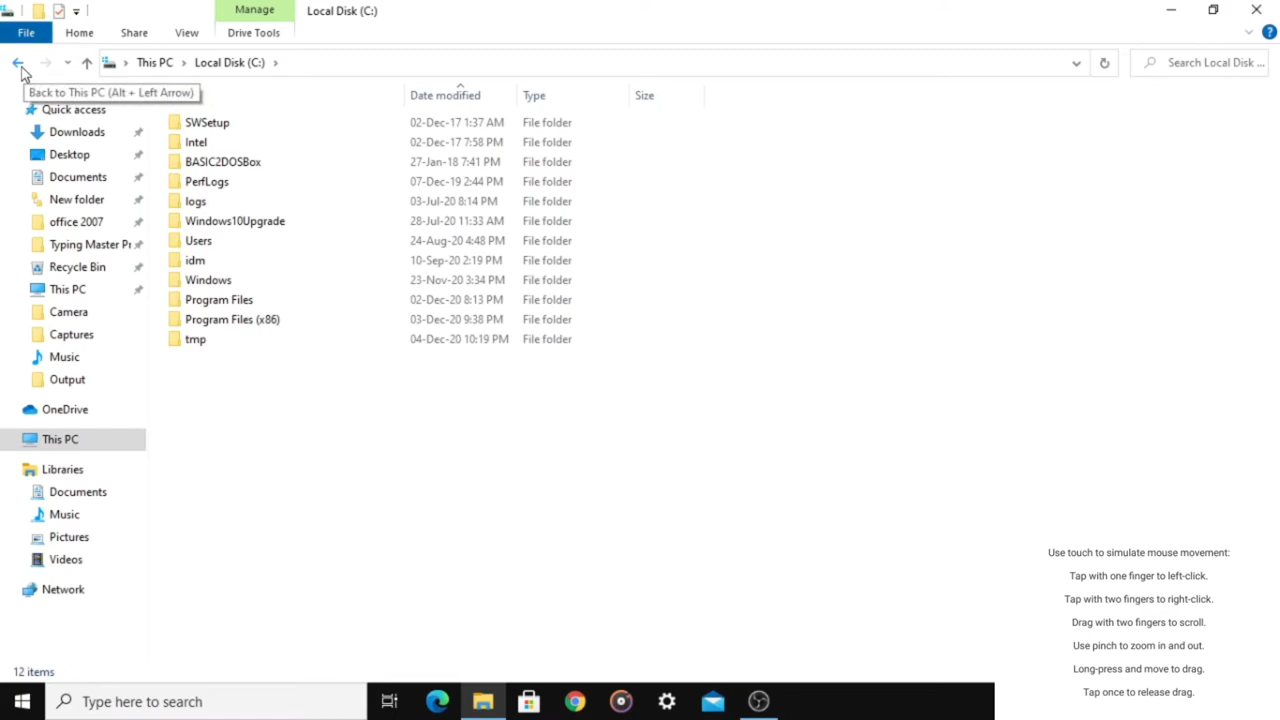 Manage
Local Disk (C:)
File
Home
Share
View
Drive Tools
This PC
Local Disk (C:)
Search Local Disk ...
Back to This PC (Alt + Left Arrow)
Date modified
Type
Size
Quick access
Downloads
Desktop
Documents
New folder
office 2007
Typing Master Pr
Recycle Bin
This PC
Camera
Captures
Music
Output
OneDrive
This PC
Libraries
Documents
Music
Pictures
Videos
Network
SWSetup 02-Dec-17 1:37 AM File folder
Intel 02-Dec-17 7:58 PM File folder
BASIC2DOSBox 27-Jan-18 7:41 PM File folder
PerfLogs 07-Dec-19 2:44 PM File folder
logs 03-Jul-20 8:14 PM File folder
Windows10Upgrade 28-Jul-20 11:33 AM File folder
Users 24-Aug-20 4:48 PM File folder
idm 10-Sep-20 2:19 PM File folder
Windows 23-Nov-20 3:34 PM File folder
Program Files 02-Dec-20 8:13 PM File folder
Program Files (x86) 03-Dec-20 9:38 PM File folder
tmp 04-Dec-20 10:19 PM File folder
Use touch to simulate mouse movement:
Tap with one finger to left-click.
Tap with two fingers to right-click.
Drag with two fingers to scroll.
Use pinch to zoom in and out.
Long-press and move to drag.
Tap once to release drag.
12 items
Type here to search